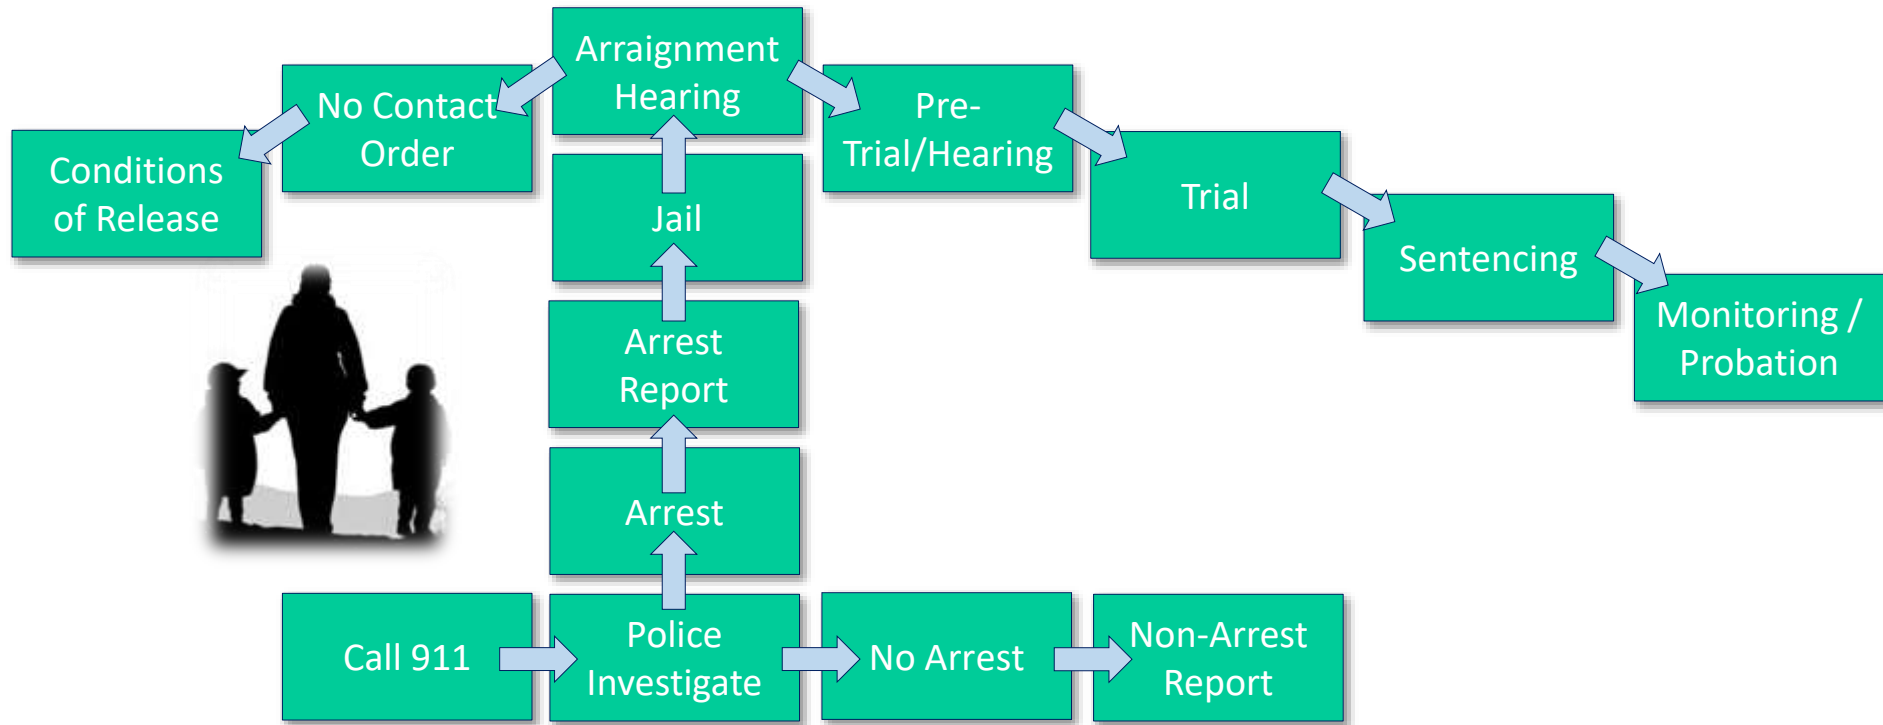 Arraignment
Hearing
No Contact
Order
Pre-
Trial/Hearing
Conditions
of Release
Jail
Trial
Sentencing
Monitoring /
Probation
Arrest
Report
Arrest
Call 911
Police
Investigate
No Arrest
Non-Arrest
Report